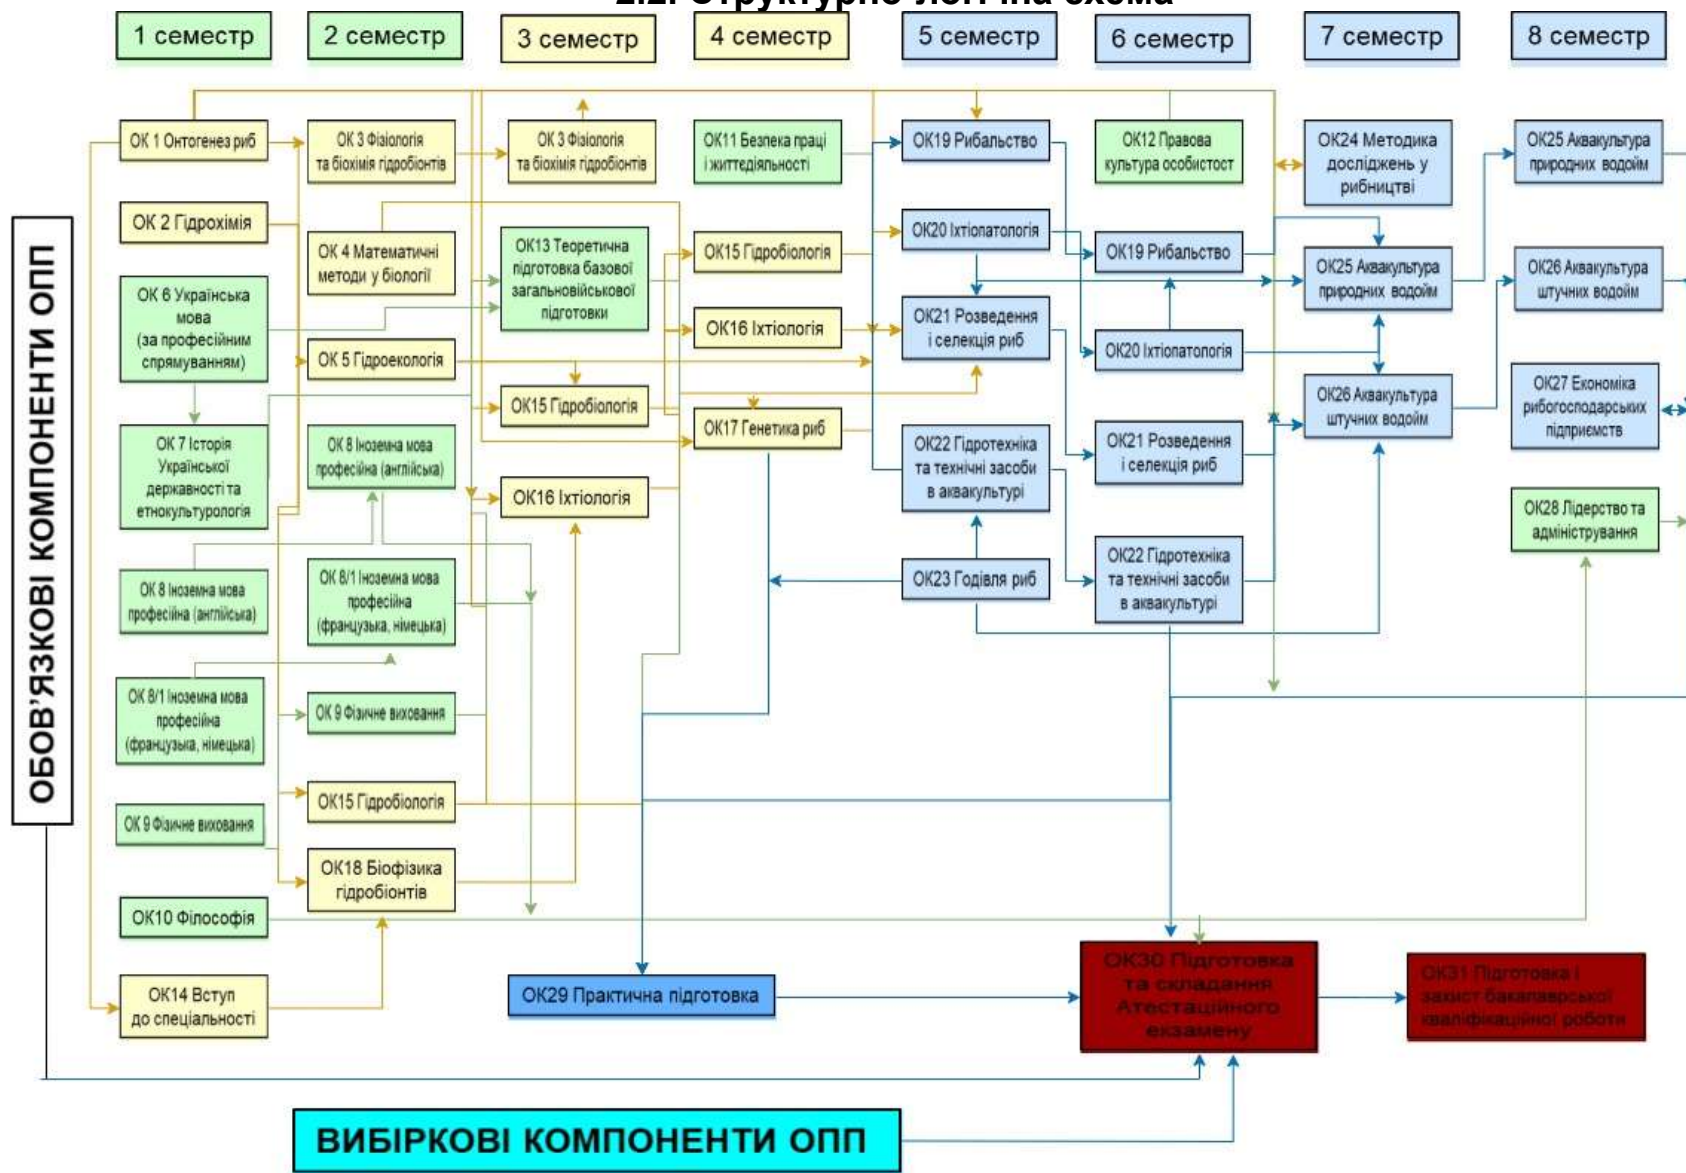 2.2. Структурно-логічна схема
1 семестр
2 семестр
3 семестр
4 семестр
5 семестр
6 семестр
7 семестр
8 семестр
ОБОВ'ЯЗКОВІ КОМПОНЕНТИ ОПП
ОК 1 Онтогенез риб
ОК 2 Гідрохімія
ОК 6 Українська
мова
(за професійним
спрямуванням)
ОК 7 Історія
Української
державності та
етнокультурологія
ОК 8 Іноземна мова
професійна (англійська)
ОК 8/1 Іноземна мова
професійна
(французька, німецька)
ОК 9 Фізичне виховання
ОК10 Філософія
ОК14 Вступ
до спеціальності
ОК 3 Фізіологія
та біохімія гідробіонтів
ОК 4 Математичні
методи у біології
ОК 5 Гідроекологія
ОК 8 Іноземна мова
професійна (англійська)
ОК 8/1 Іноземна мова
професійна
(французька, німецька)
ОК 9 Фізичне виховання
ОК15 Гідробіологія
ОК18 Біофізика
гідробіонтів
ОК 3 Фізіологія
та біохімія гідробіонтів
ОК13 Теоретична
підготовка базової
загальновійськової
підготовки
ОК15 Гідробіологія
ОК16 Іхтіологія
ОК11 Безпека праці
і життєдіяльності
ОК15 Гідробіологія
ОК16 Іхтіологія
ОК17 Генетика риб
ОК19 Рибальство
ОК20 Іхтіопатологія
ОК21 Розведення
і селекція риб
ОК22 Гідротехніка
та технічні засоби
в аквакультурі
ОК23 Годівля риб
ОК12 Правова
культура особистост
ОК19 Рибальство
ОК20 Іхтіопатологія
ОК21 Розведення
і селекція риб
ОК22 Гідротехніка
та технічні засоби
в аквакультурі
ОК24 Методика
досліджень у
рибництві
ОК25 Аквакультура
природних водойм
ОК26 Аквакультура
штучних водойм
ОК25 Аквакультура
природних водойм
ОК26 Аквакультура
штучних водойм
ОК27 Економіка
рибогосподарських
підприємств
ОК28 Лідерство та
адміністрування
ОК29 Практична підготовка
ОК30 Підготовка
та складання
Атестаційного
екзамену
ОК31 Підготовка і
захист бакалаврської
кваліфікаційної роботи
ВИБІРКОВІ КОМПОНЕНТИ ОПП